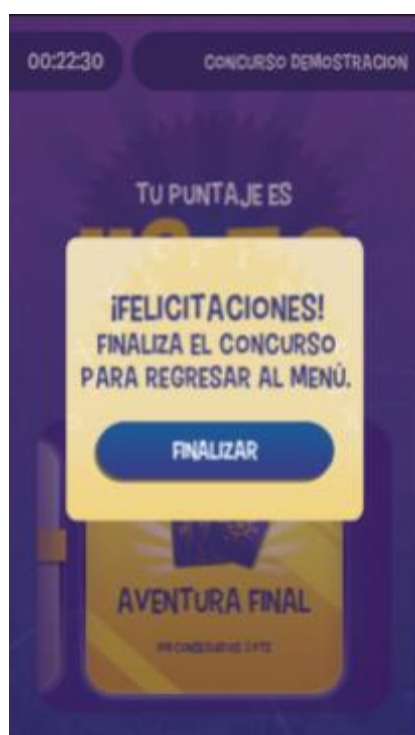 00:22:30
CONCURSO DEMOSTRACION
TU PUNTAJE ES
¡FELICITACIONES!
FINALIZA EL CONCURSO
PARA REGRESAR AL MENÚ.
FINALIZAR
AVENTURA FINAL